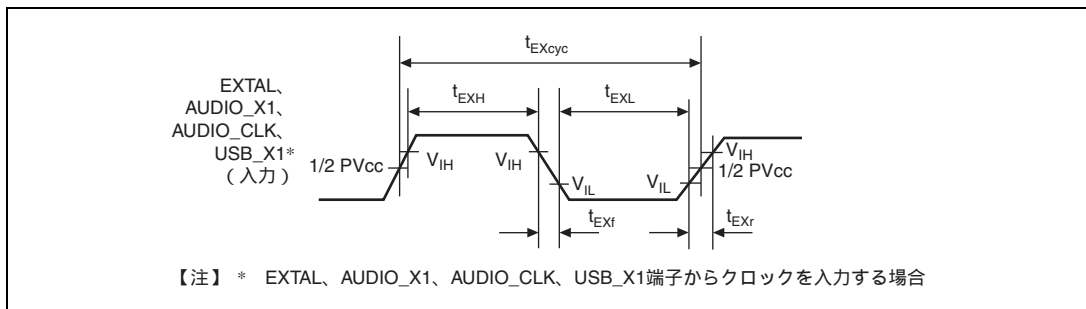 tEXcyc
EXTAL、
AUDIO_X1、
AUDIO_CLK、
USB_X1*
（入力）
tEXH
tEXL
1/2 PVcc
VIH
VIH
VIL
VIL
VIH
1/2 PVcc
tEXf
tEXr
【注】 * EXTAL、AUDIO_X1、AUDIO_CLK、USB_X1端子からクロックを入力する場合